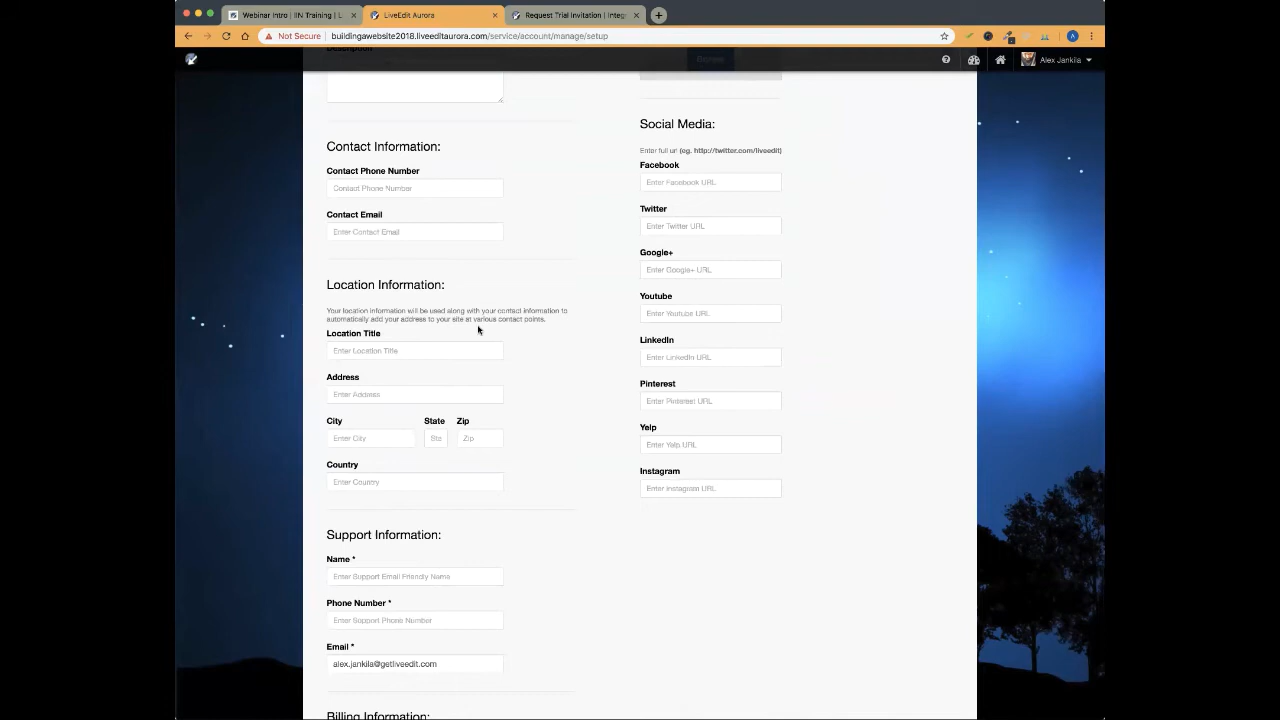 Webinar Intro | IIN Training | L
LiveEdit Aurora
Request Trial Invitation | Integ
Not Secure | buildingawebsite2018.liveeditaurora.com/service/account/manage/setup
Alex Jankila
Description
Contact Information:
Contact Phone Number
Contact Phone Number
Contact Email
Enter Contact Email
Location Information:
Your location information will be used along with your contact information to
automatically add your address to your site at various contact points.
Location Title
Enter Location Title
Address
Enter Address
City State Zip
Enter City Sta Zip
Country
Enter Country
Support Information:
Name *
Enter Support Email Friendly Name
Phone Number *
Enter Support Phone Number
Email *
alex.jankila@getliveedit.com
Billing Information:
Social Media:
Enter full url (eg. http://twitter.com/liveedit)
Facebook
Enter Facebook URL
Twitter
Enter Twitter URL
Google+
Enter Google+ URL
Youtube
Enter Youtube URL
LinkedIn
Enter LinkedIn URL
Pinterest
Enter Pinterest URL
Yelp
Enter Yelp URL
Instagram
Enter Instagram URL